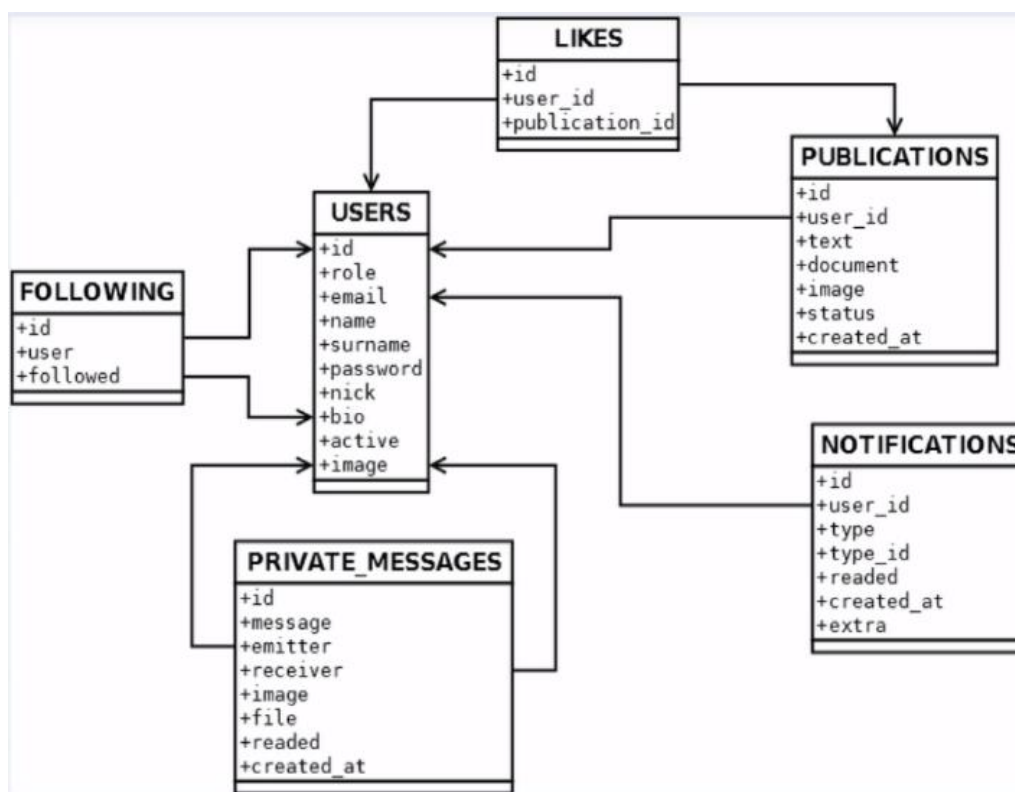 LIKES
+id
+user_id
+publication_id
PUBLICATIONS
+id
+user_id
+text
+document
+image
+status
+created_at
USERS
+id
+role
+email
+name
+surname
+password
+nick
+bio
+active
+image
FOLLOWING
+id
+user
+followed
NOTIFICATIONS
+id
+user_id
+type
+type_id
+readed
+created_at
+extra
PRIVATE_MESSAGES
+id
+message
+emitter
+receiver
+image
+file
+readed
+created_at